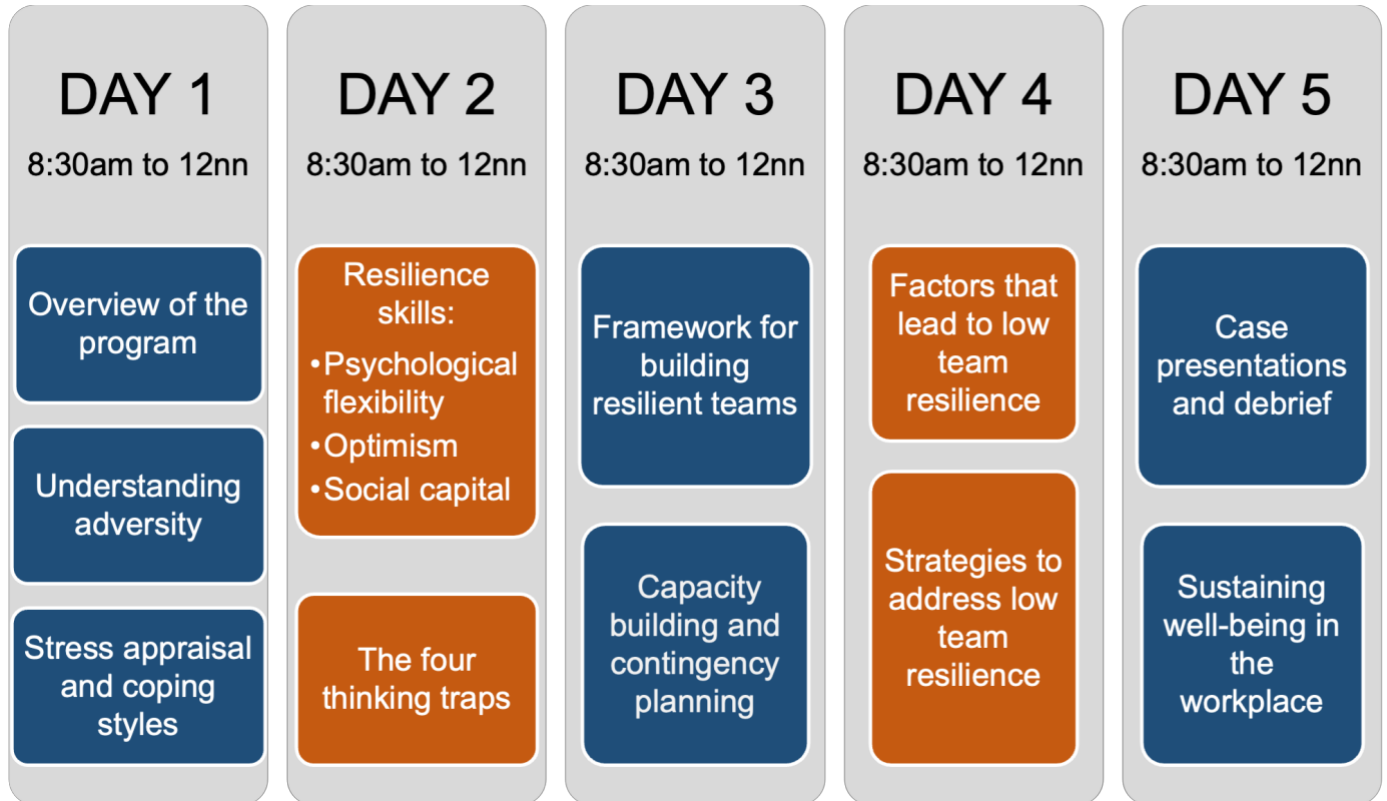 DAY 1
8:30am to 12nn
Overview of the
program
Understanding
adversity
Stress appraisal
and coping
styles
DAY 2
8:30am to 12nn
Resilience
skills:
•Psychological
flexibility
•Optimism
•Social capital
The four
thinking traps
DAY 3
8:30am to 12nn
Framework for
building
resilient teams
Capacity
building and
contingency
planning
DAY 4
8:30am to 12nn
Factors that
lead to low
team
resilience
Strategies to
address low
team
resilience
DAY 5
8:30am to 12nn
Case
presentations
and debrief
Sustaining
well-being in
the
workplace